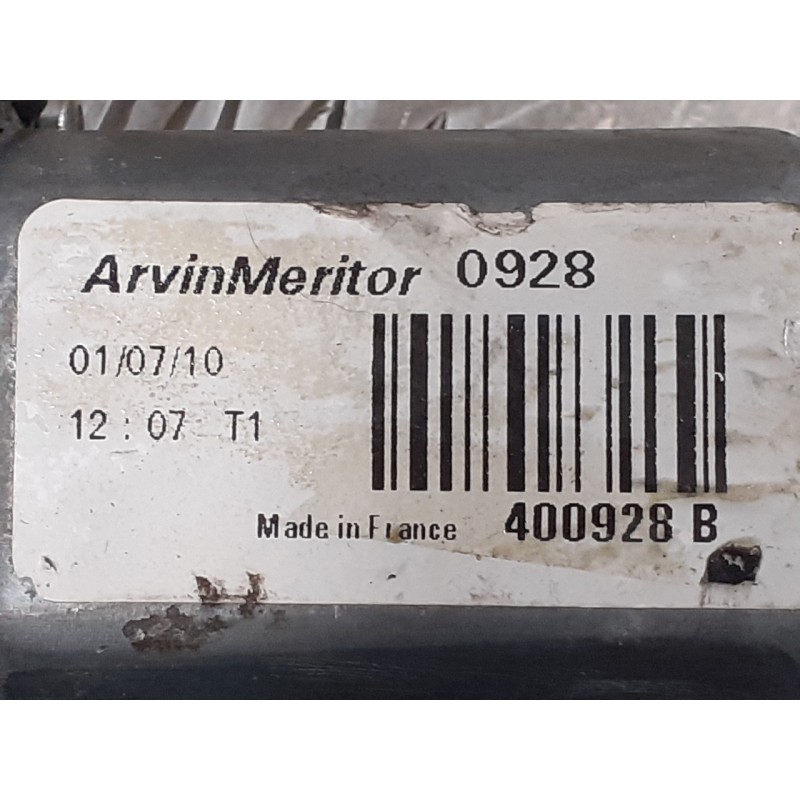 ArvinMeritor 0928
01/07/10
12 : 07 T1
Made in France 400928 B